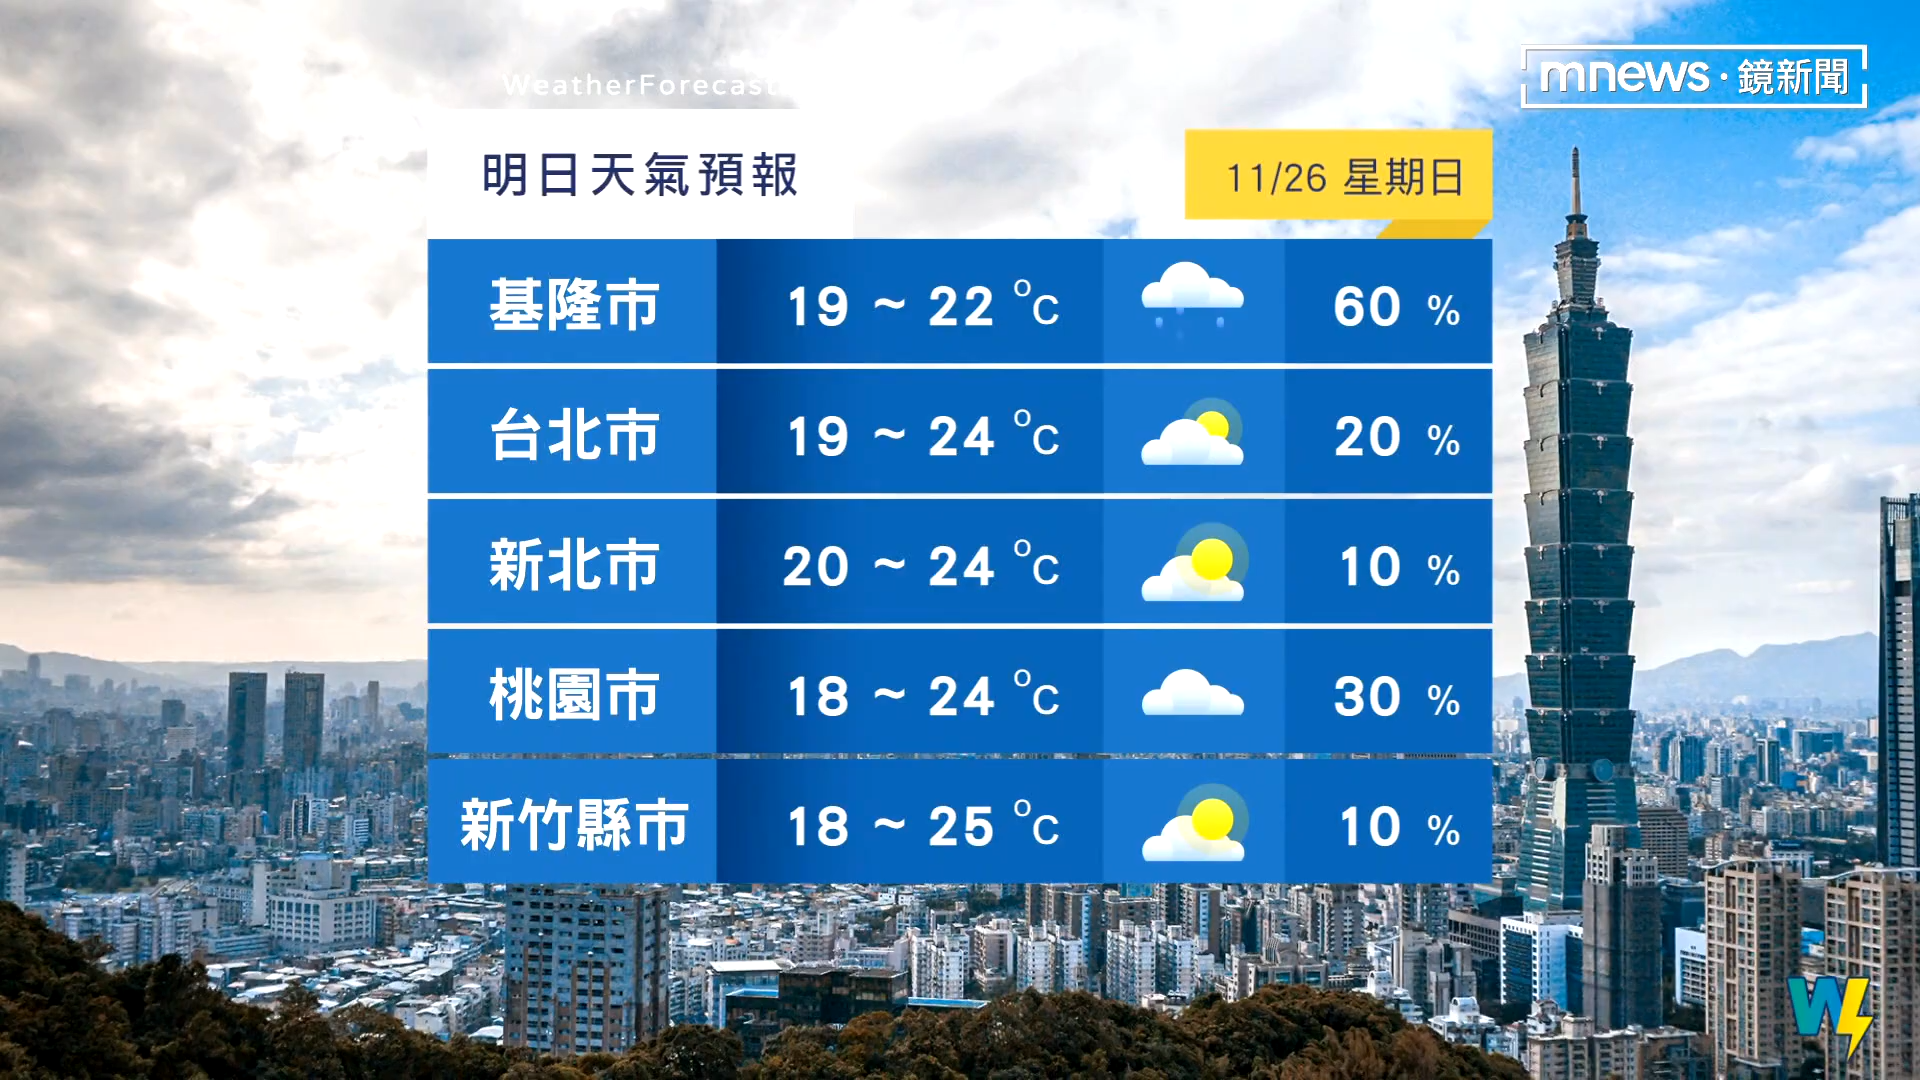 WeatherForecast
mnews·鏡新聞
明日天氣預報
11/26 星期日
基隆市 19 ~ 22 °C 60 %
台北市 19 ~ 24 °C 20 %
新北市 20 ~ 24 °C 10 %
桃園市 18 ~ 24 °C 30 %
新竹縣市 18 ~ 25 °C 10 %
W